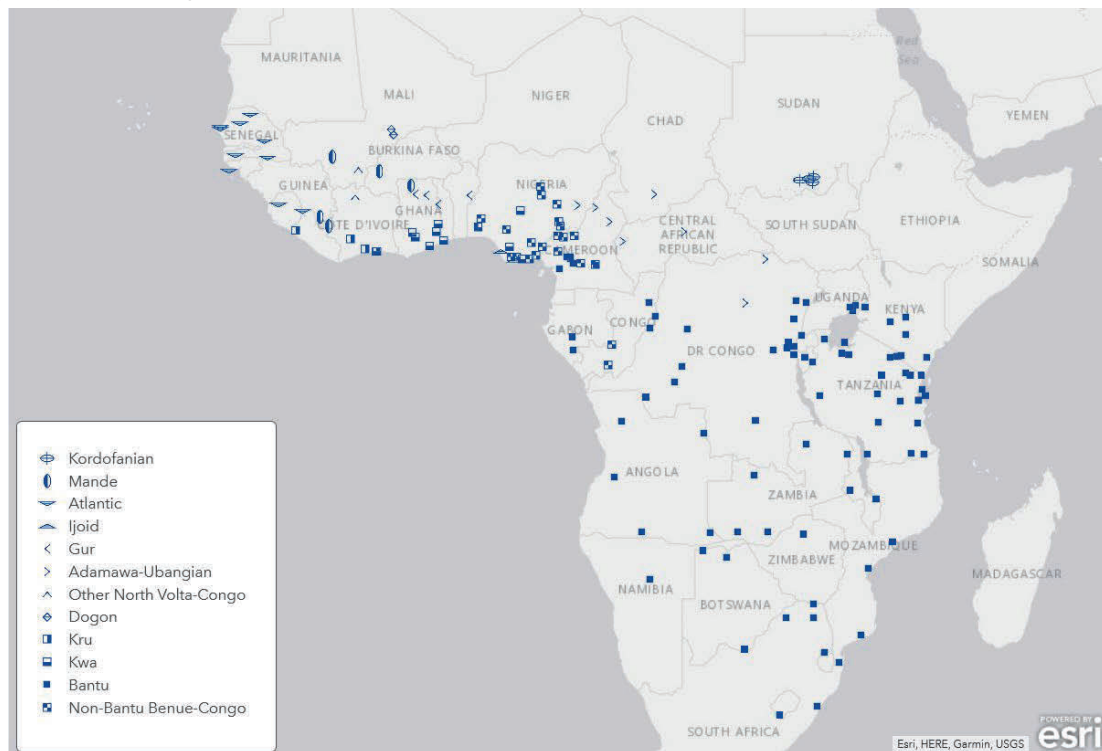 Red
Sea
MAURITANIA
MALI
NIGER
SUDAN
CHAD
YEMEN
SENEGAL
BURKINA FASO
GUINEA
NIGERIA
GHANA
COTE D'IVOIRE
CENTRAL
AFRICAN
REPUBLIC
SOUTH SUDAN
ETHIOPIA
CAMEROON
SOMALIA
UGANDA
KENYA
GABON
CONGO
DR CONGO
TANZANIA
ANGOLA
ZAMBIA
MOZAMBIQUE
ZIMBABWE
NAMIBIA
BOTSWANA
MADAGASCAR
SOUTH AFRICA
Kordofanian
Mande
Atlantic
Ijoid
Gur
Adamawa-Ubangian
Other North Volta-Congo
Dogon
Kru
Kwa
Bantu
Non-Bantu Benue-Congo
POWERED BY
esri
Esri, HERE, Garmin, USGS